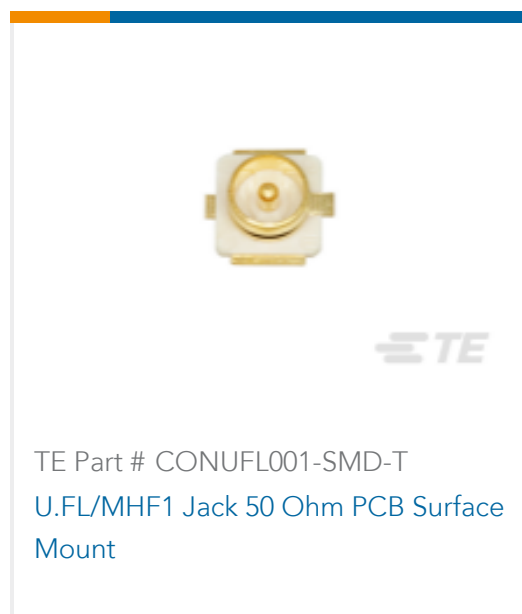 TE
TE Part # CONUFL001-SMD-T
U.FL/MHF1 Jack 50 Ohm PCB Surface
Mount